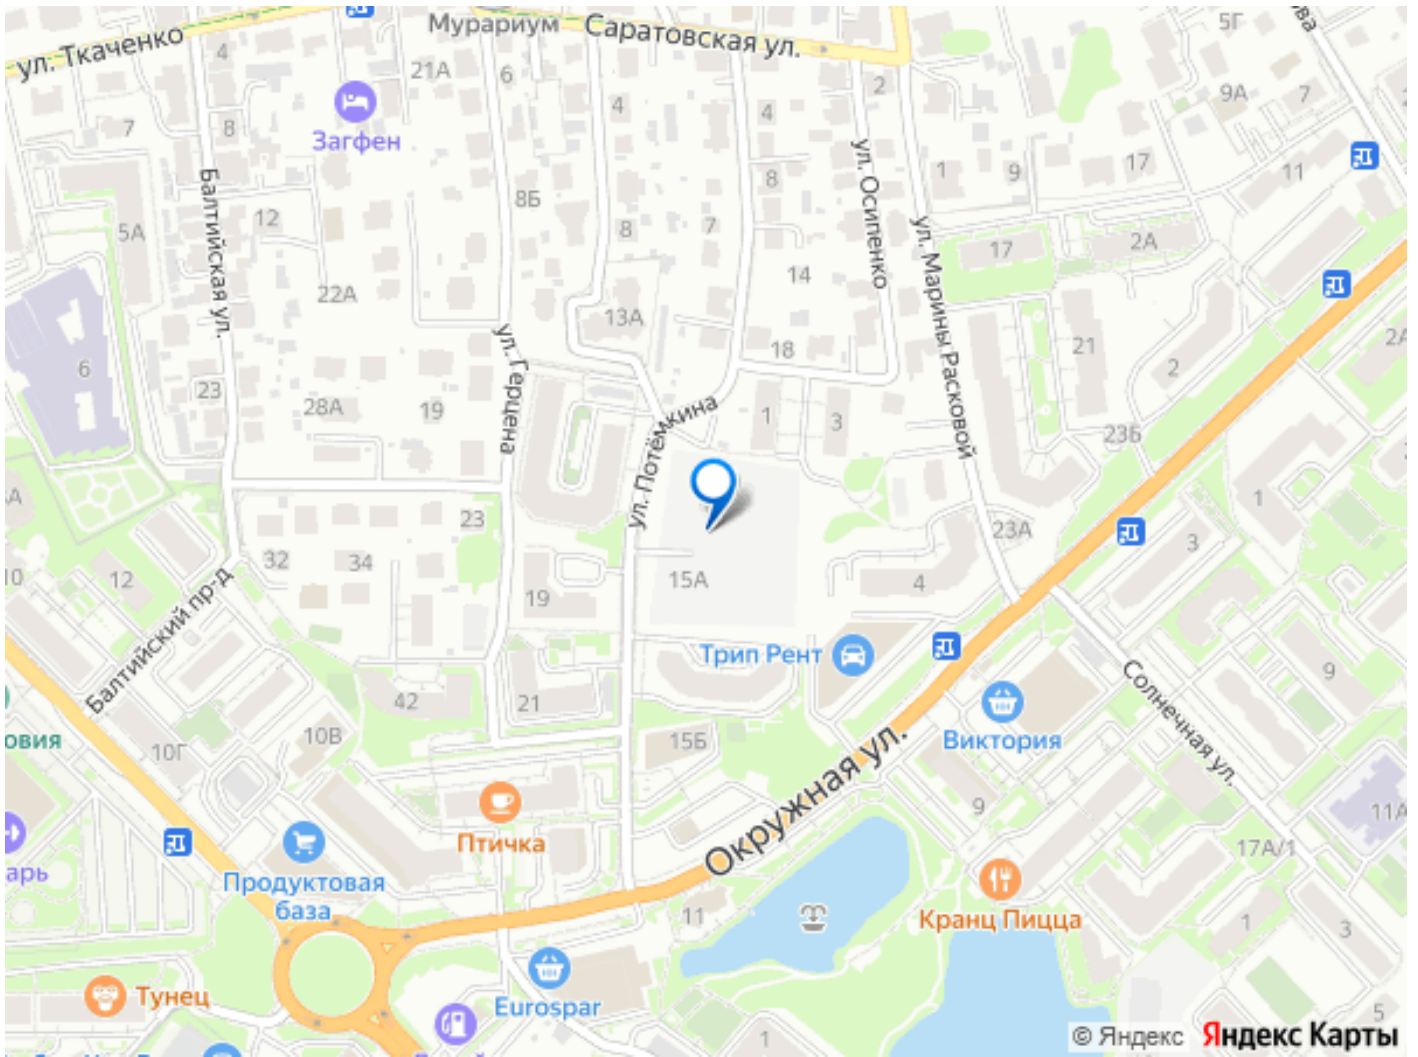 ул. Ткаченко
Мурариум
Саратовская ул.
5Г
4
21А
6
2
9А
7
4
4
7
8
Загфен
ул. Осипенко
1
9
17
11
Балтийская ул.
8Б
8
12
5А
8
7
ул. Марины Расковой
17
2А
14
22А
13А
6
ул. Герцена
18
21
2
2А
23
28А
19
ул. Потёмкина
1
3
23Б
1
23
23А
3
32
34
15А
4
10
12
19
Балтийский пр-д
Трип Рент
Солнечная ул.
9
42
21
15Б
Виктория
овия
10Г
10В
Окружная ул.
9
11А
Птичка
17А/1
арь
Продуктовая
база
11
Кранц Пицца
1
3
Тунец
Eurospar
1
5
© Яндекс Яндекс Карты